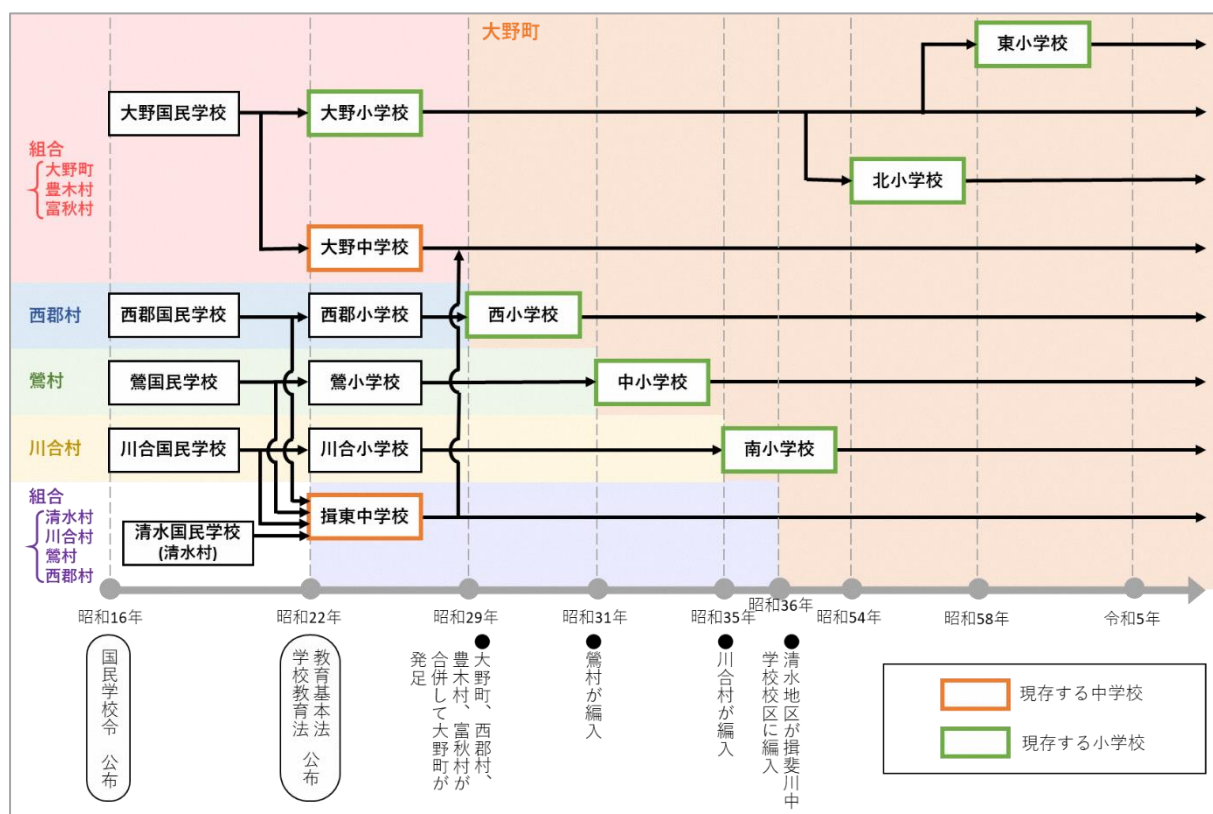 大野町
東小学校
大野国民学校
大野小学校
組合
大野町
豊木村
富秋村
北小学校
大野中学校
西郡村
西郡国民学校
西郡小学校
西小学校
鶯村
鶯国民学校
鶯小学校
中小学校
川合村
川合国民学校
川合小学校
南小学校
組合
清水村
川合村
鶯村
西郡村
清水国民学校
(清水村)
揖東中学校
昭和16年
昭和22年
昭和29年
昭和31年
昭和35年
昭和36年
昭和54年
昭和58年
令和5年
国民学校令 公布
教育基本法
学校教育法 公布
大野町、西郡村、
豊木村、富秋村が
合併して大野町が
発足
鶯村が編入
川合村が編入
清水地区が揖斐川中
学校校区に編入
現存する中学校
現存する小学校